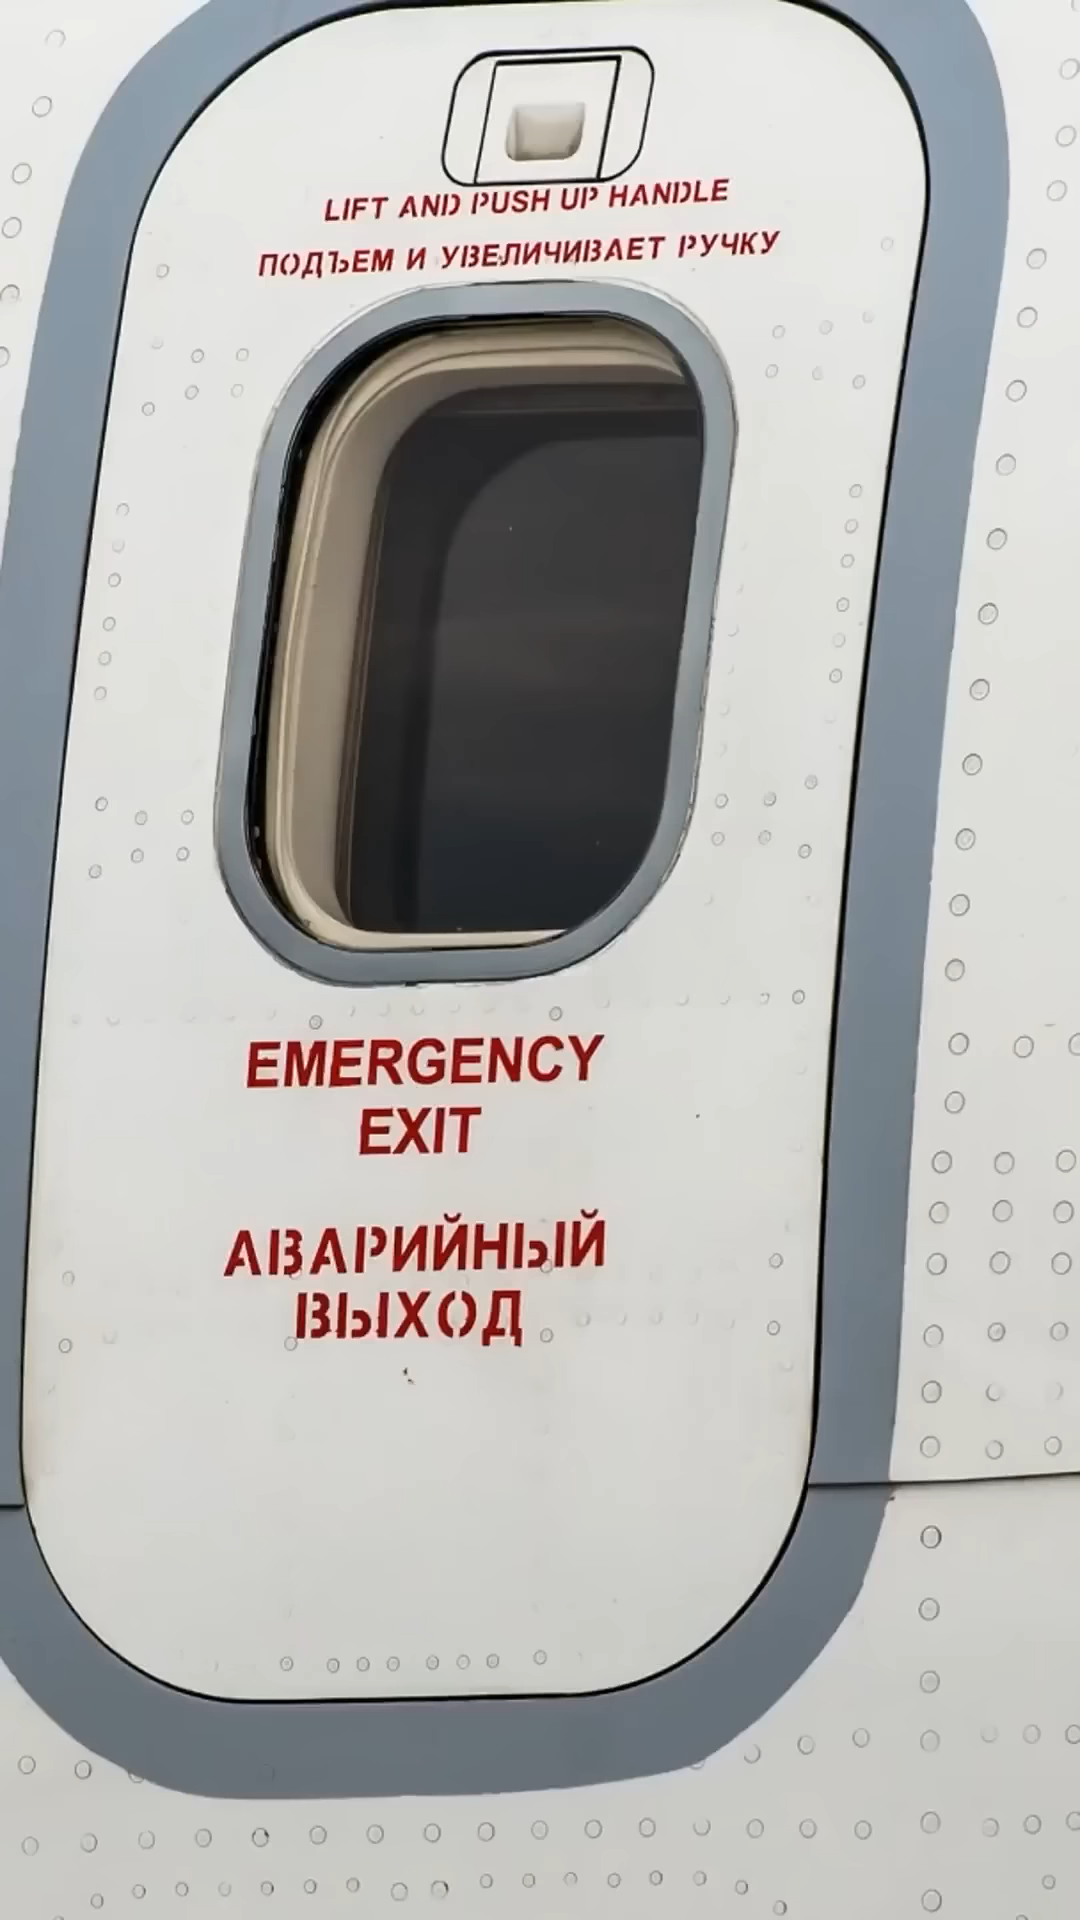 LIFT AND PUSH UP HANDLE
ПОДЪЕМ И УВЕЛИЧИВАЕТ РУЧКУ
EMERGENCY
EXIT
АВАРИЙНЫЙ
ВЫХОД